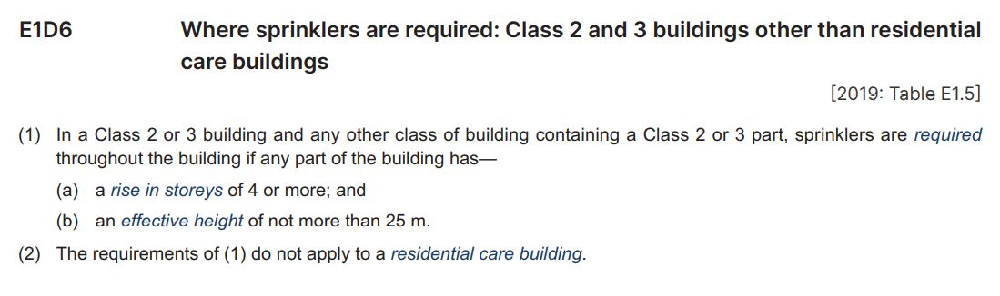 E1D6 Where sprinklers are required: Class 2 and 3 buildings other than residential
care buildings
[2019: Table E1.5]
(1) In a Class 2 or 3 building and any other class of building containing a Class 2 or 3 part, sprinklers are required
throughout the building if any part of the building has—
(a) a rise in storeys of 4 or more; and
(b) an effective height of not more than 25 m.
(2) The requirements of (1) do not apply to a residential care building.